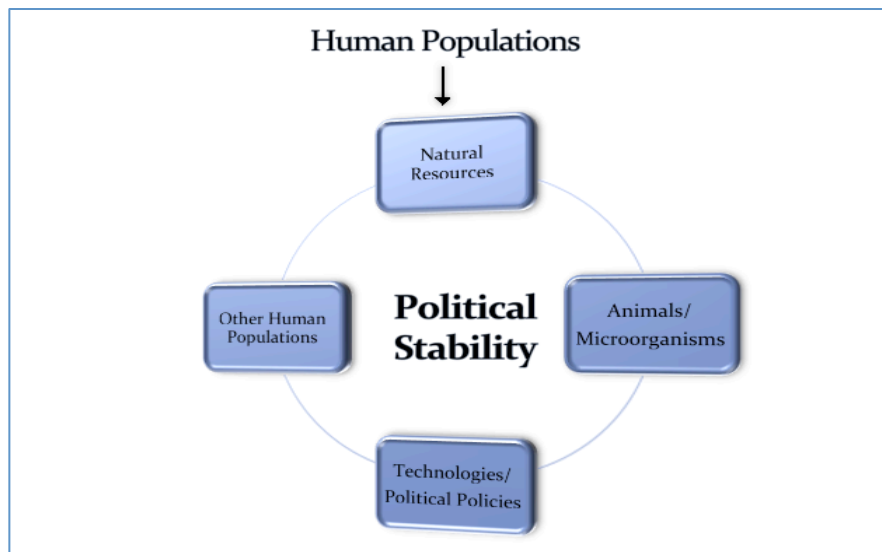 Human Populations
Natural
Resources
Other Human
Populations
Political
Stability
Animals/
Microorganisms
Technologies/
Political Policies